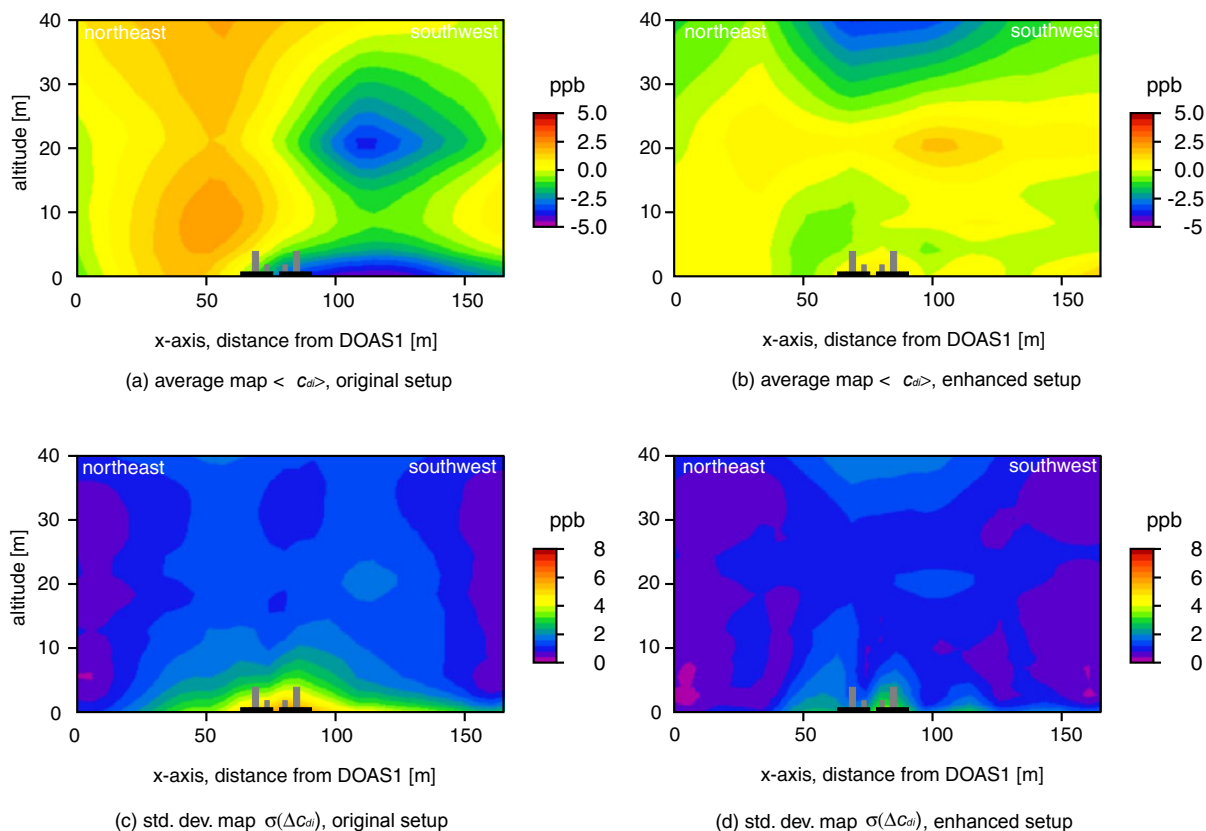 40
northeast
southwest
30
20
10
0
altitude [m]
0
50
100
150
x-axis, distance from DOAS1 [m]
ppb
5.0
2.5
0.0
-2.5
-5.0
(a) average map < cdi>, original setup
40
northeast
southwest
30
20
10
0
0
50
100
150
x-axis, distance from DOAS1 [m]
ppb
5.0
2.5
0.0
-2.5
-5
(b) average map < cdi>, enhanced setup
40
northeast
southwest
30
20
10
0
altitude [m]
0
50
100
150
x-axis, distance from DOAS1 [m]
ppb
8
6
4
2
0
(c) std. dev. map σ(Δcdi), original setup
40
northeast
southwest
30
20
10
0
0
50
100
150
x-axis, distance from DOAS1 [m]
ppb
8
6
4
2
0
(d) std. dev. map σ(Δcdi), enhanced setup